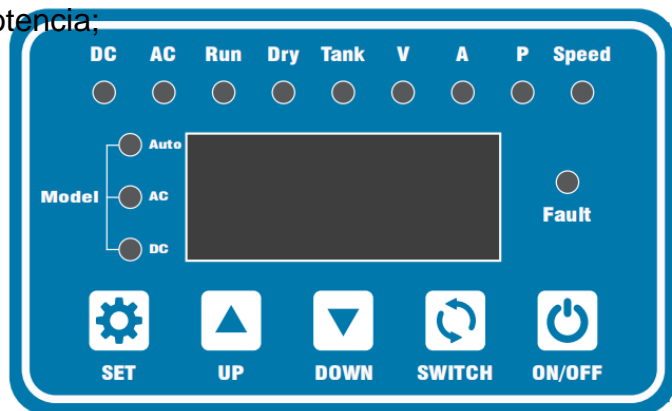 otencia;
DC AC Run Dry Tank V A P Speed
Auto
Model AC
Fault
DC
SET UP DOWN SWITCH ON/OFF